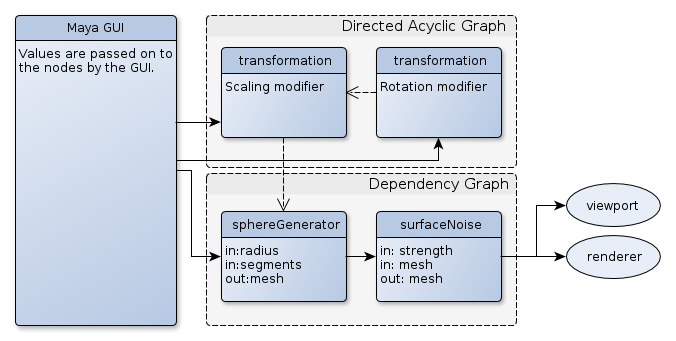 Maya GUI
Values are passed on to
the nodes by the GUI.
Directed Acyclic Graph
transformation
Scaling modifier
transformation
Rotation modifier
Dependency Graph
sphereGenerator
in:radius
in:segments
out:mesh
surfaceNoise
in: strength
in: mesh
out: mesh
viewport
renderer